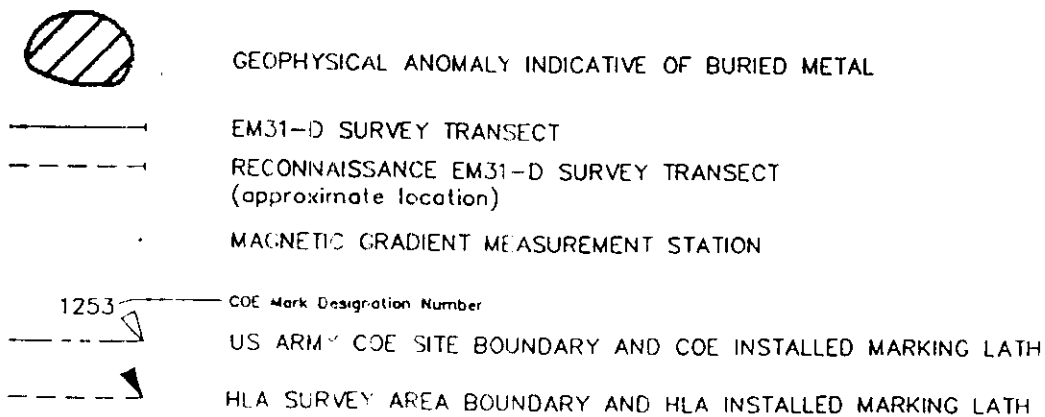 GEOPHYSICAL ANOMALY INDICATIVE OF BURIED METAL
EM31-D SURVEY TRANSECT
RECONNAISSANCE EM31-D SURVEY TRANSECT
(approximate location)
MAGNETIC GRADIENT MEASUREMENT STATION
1253 COE Mark Designation Number
US ARMY COE SITE BOUNDARY AND COE INSTALLED MARKING LATH
HLA SURVEY AREA BOUNDARY AND HLA INSTALLED MARKING LATH